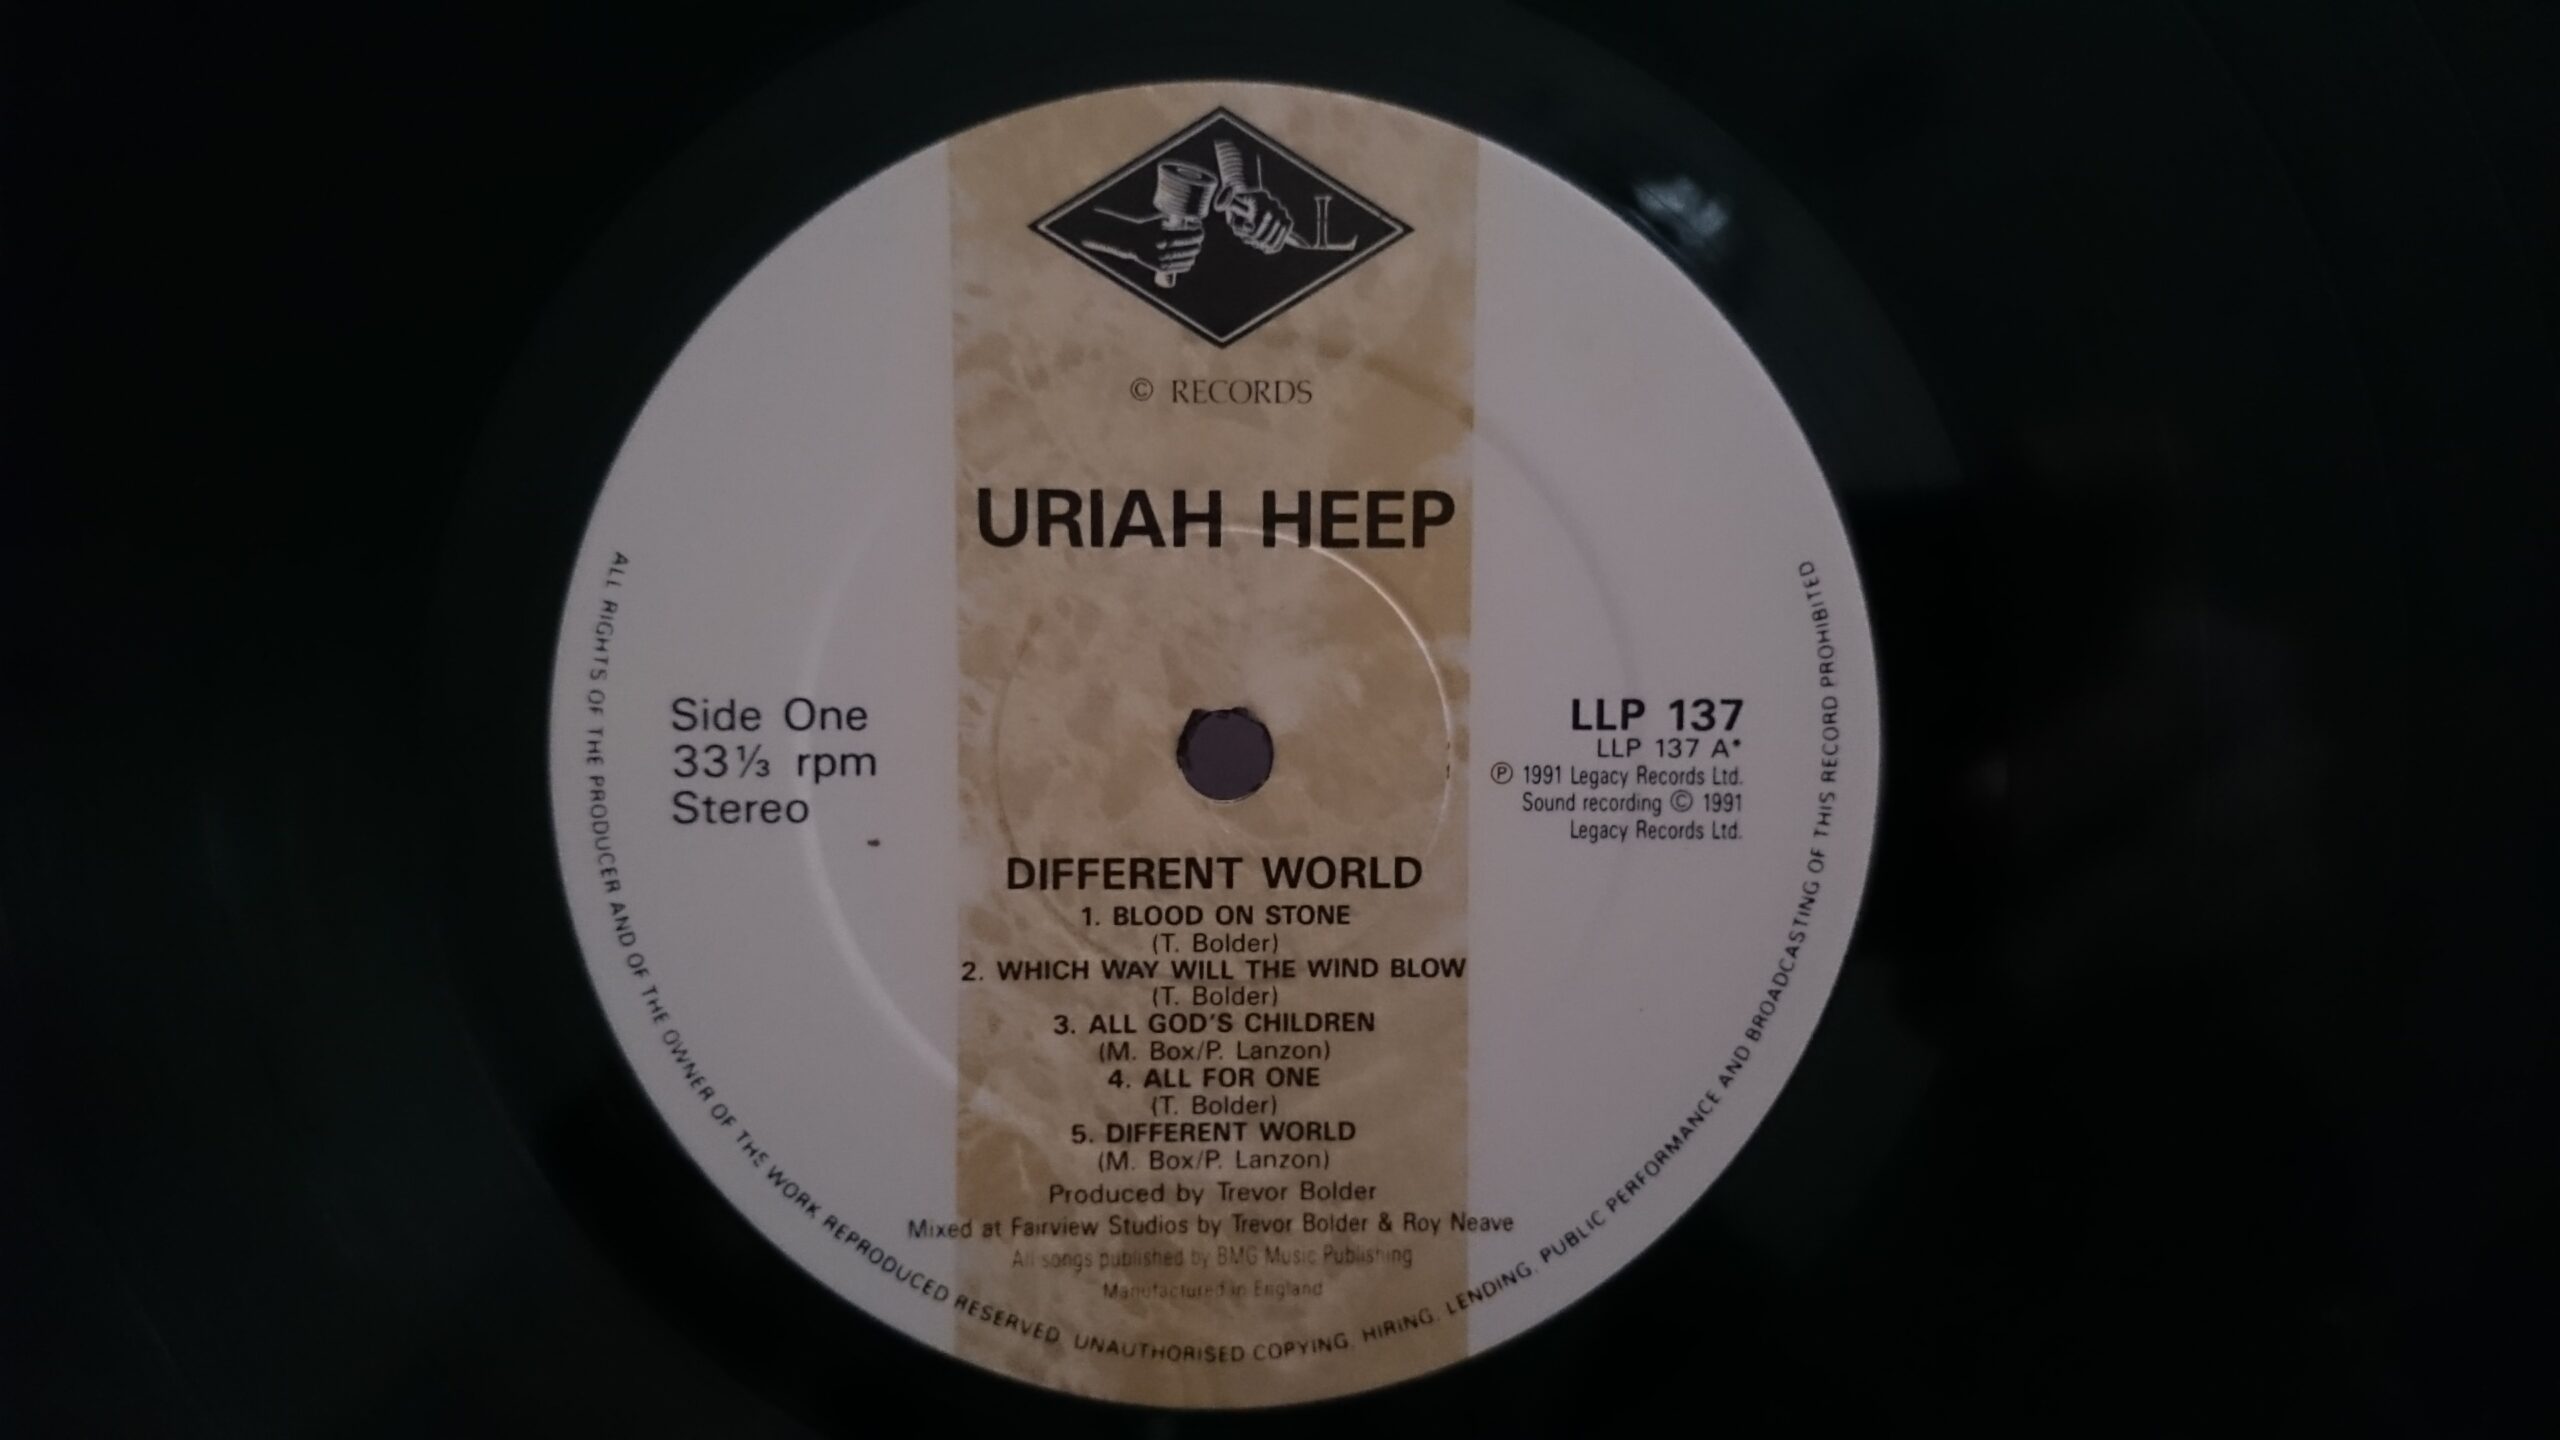 L
© RECORDS
URIAH HEEP
Side One
33⅓ rpm
Stereo
LLP 137
LLP 137 A*
℗ 1991 Legacy Records Ltd.
Sound recording © 1991
Legacy Records Ltd.
DIFFERENT WORLD
1. BLOOD ON STONE
(T. Bolder)
2. WHICH WAY WILL THE WIND BLOW
(T. Bolder)
3. ALL GOD'S CHILDREN
(M. Box/P. Lanzon)
4. ALL FOR ONE
(T. Bolder)
5. DIFFERENT WORLD
(M. Box/P. Lanzon)
Produced by Trevor Bolder
Mixed at Fairview Studios by Trevor Bolder & Roy Neave
All songs published by BMG Music Publishing
Manufactured in England
ALL RIGHTS OF THE PRODUCER AND OF THE OWNER OF THE WORK REPRODUCED RESERVED. UNAUTHORISED COPYING, HIRING, LENDING, PUBLIC PERFORMANCE AND BROADCASTING OF THIS RECORD PROHIBITED